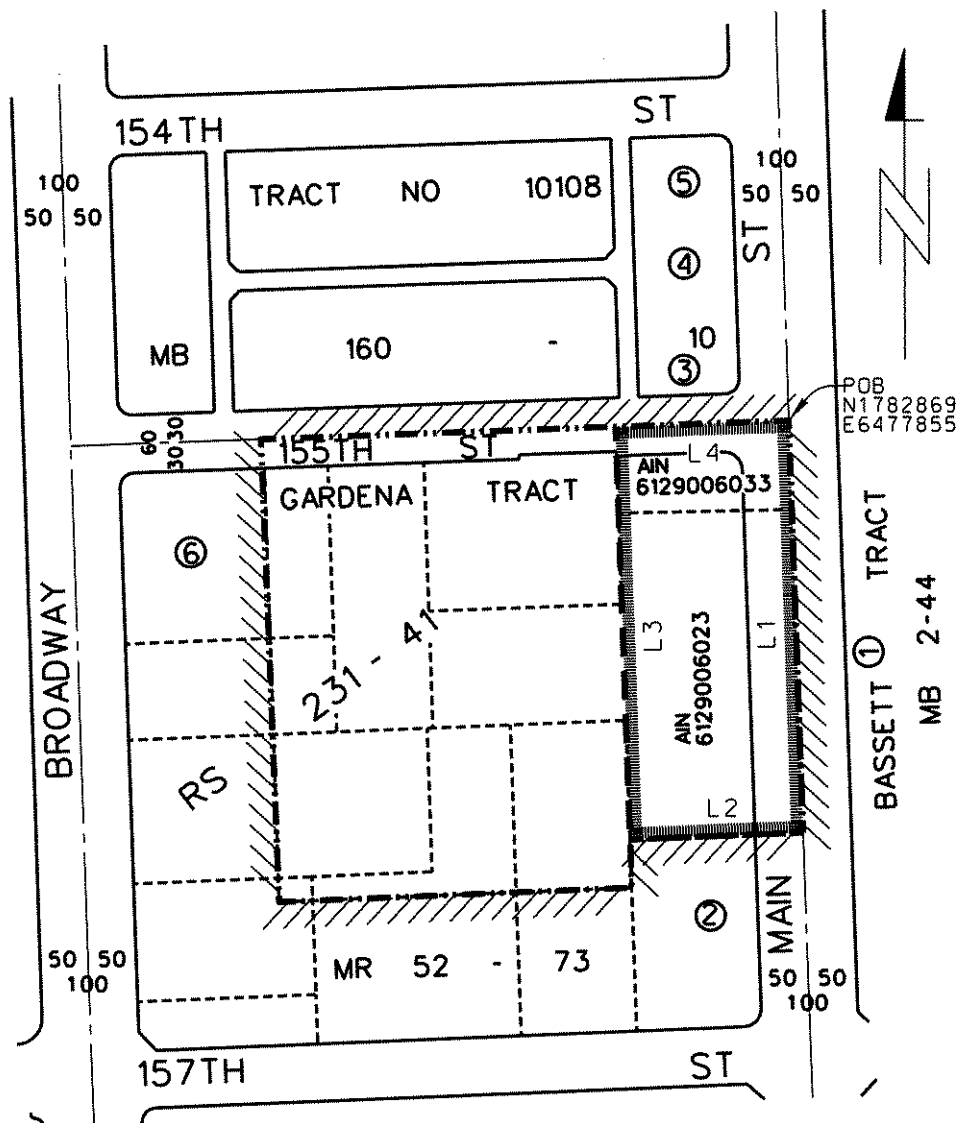 154TH ST
100
50 50
TRACT NO 10108
⑤
100
50 50
ST
④
MB 160 - 10
③
POB
N1782869
E6477855
60
30 30
155TH ST
L4
AIN
6129006033
GARDENA TRACT
⑥
231 - 41
L3
L1
AIN
6129006023
BROADWAY
RS
BASSETT ① TRACT
MB 2-44
L2
②
MAIN
50 50
100
MR 52 - 73
50 50
100
157TH ST
N